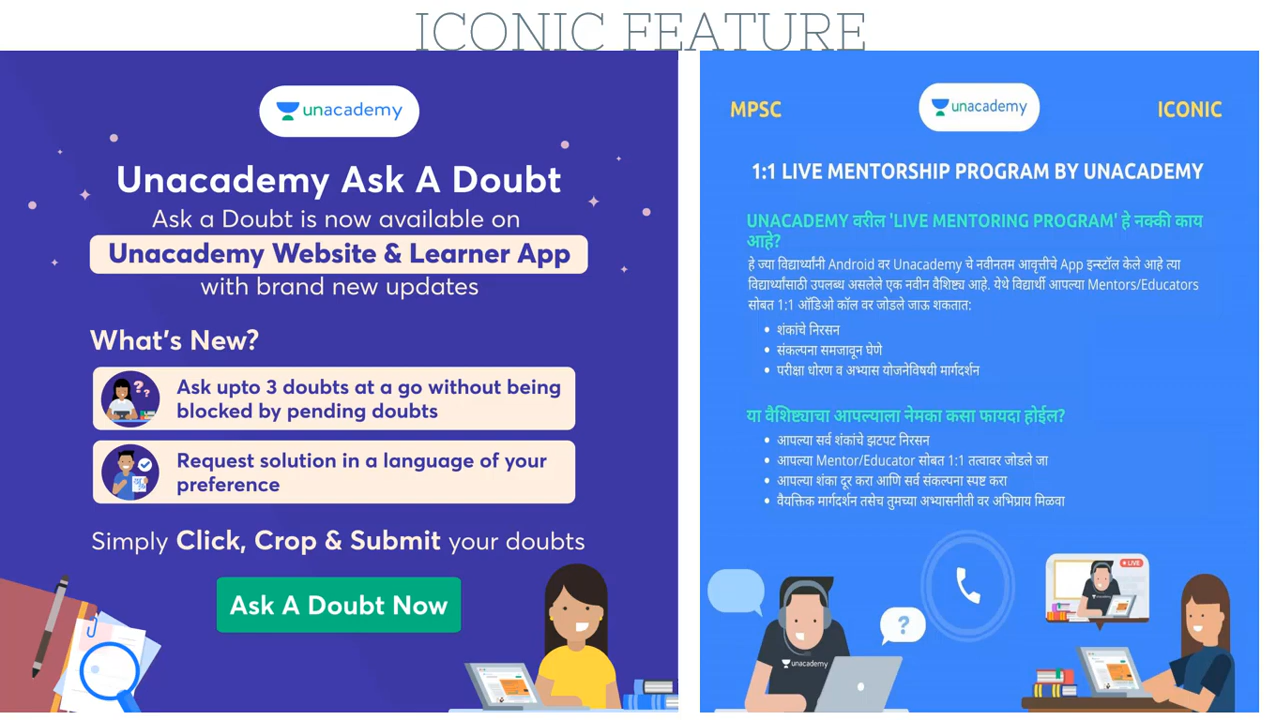 ICONIC FEATURE
unacademy
Unacademy Ask A Doubt
Ask a Doubt is now available on
Unacademy Website & Learner App
with brand new updates
What's New?
Ask upto 3 doubts at a go without being
blocked by pending doubts
Request solution in a language of your
preference
Simply Click, Crop & Submit your doubts
Ask A Doubt Now
MPSC
unacademy
ICONIC
1:1 LIVE MENTORSHIP PROGRAM BY UNACADEMY
UNACADEMY वरील 'LIVE MENTORING PROGRAM' हे नक्की काय
आहे?
हे ज्या विद्यार्थ्यांनी Android वर Unacademy चे नवीनतम आवृत्तीचे App इन्स्टॉल केले आहे त्या
विद्यार्थ्यांसाठी उपलब्ध असलेले एक नवीन वैशिष्ट्य आहे. येथे विद्यार्थी आपल्या Mentors/Educators
सोबत 1:1 ऑडिओ कॉल वर जोडले जाऊ शकतात:
• शंकांचे निरसन
• संकल्पना समजावून घेणे
• परीक्षा धोरण व अभ्यास योजनेविषयी मार्गदर्शन
या वैशिष्ट्याचा आपल्याला नेमका कसा फायदा होईल?
• आपल्या सर्व शंकांचे झटपट निरसन
• आपल्या Mentor/Educator सोबत 1:1 तत्वावर जोडले जा
• आपल्या शंका दूर करा आणि सर्व संकल्पना स्पष्ट करा
• वैयक्तिक मार्गदर्शन तसेच तुमच्या अभ्यासनीती वर अभिप्राय मिळवा
?
LIVE
unacademy